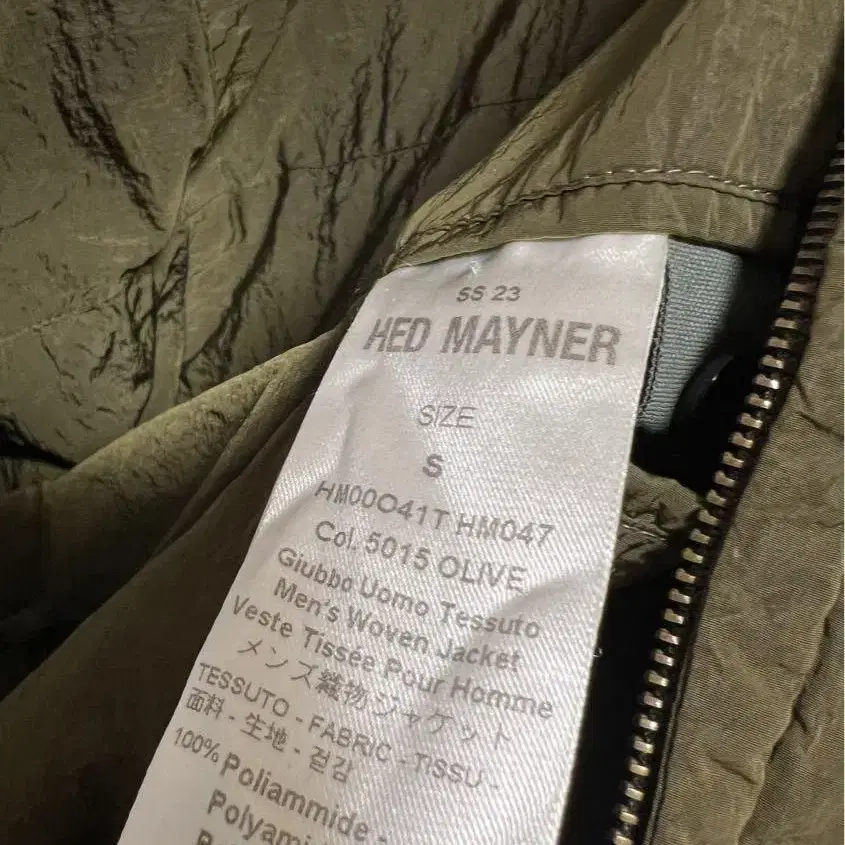 SS 23
HED MAYNER
SIZE
S
HM00O41T HM047
Col. 5015 OLIVE
Giubbo Uomo Tessuto
Men's Woven Jacket
Veste Tissée Pour Homme
メンズ織物ジャケット
TESSUTO - FABRIC - TISSU -
面料 - 生地 - 겉감
100% Poliammide -